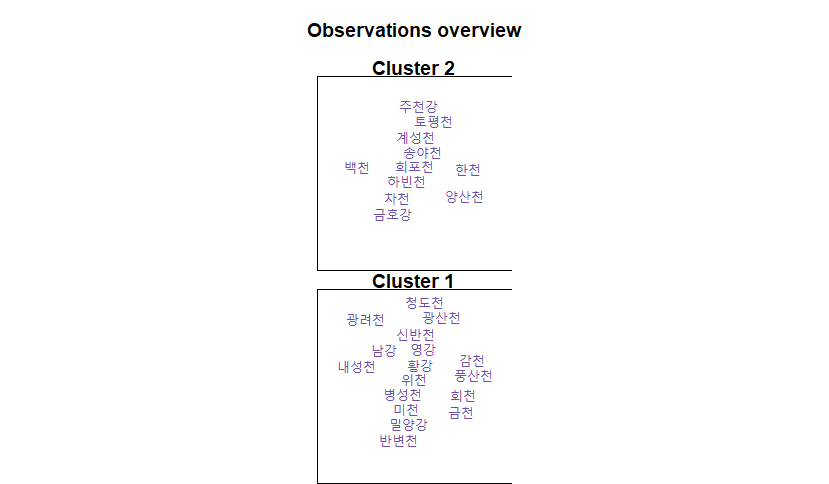 Observations overview
Cluster 2
주천강
토평천
계성천
송야천
백천 회포천 한천
하빈천
차천 양산천
금호강
Cluster 1
청도천
광려천 광산천
신반천
남강 영강
내성천 황강 감천
위천 풍산천
병성천 회천
미천 금천
밀양강
반변천